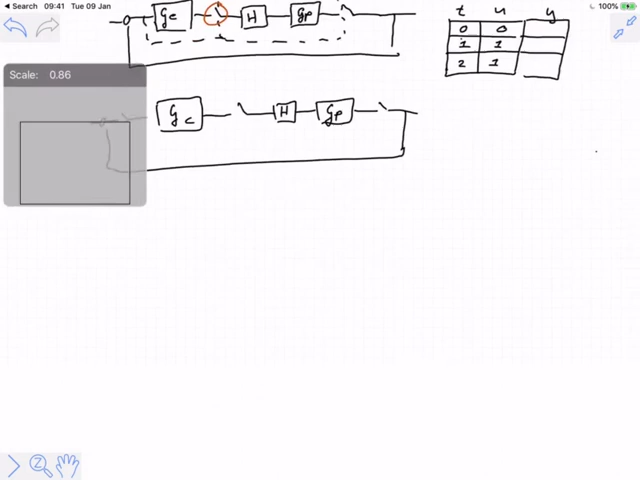 Search 09:41 Tue 09 Jan 100%
Gc H Gp
t u y
0 0
1 1
2 1
Scale: 0.86
Gc H Gp